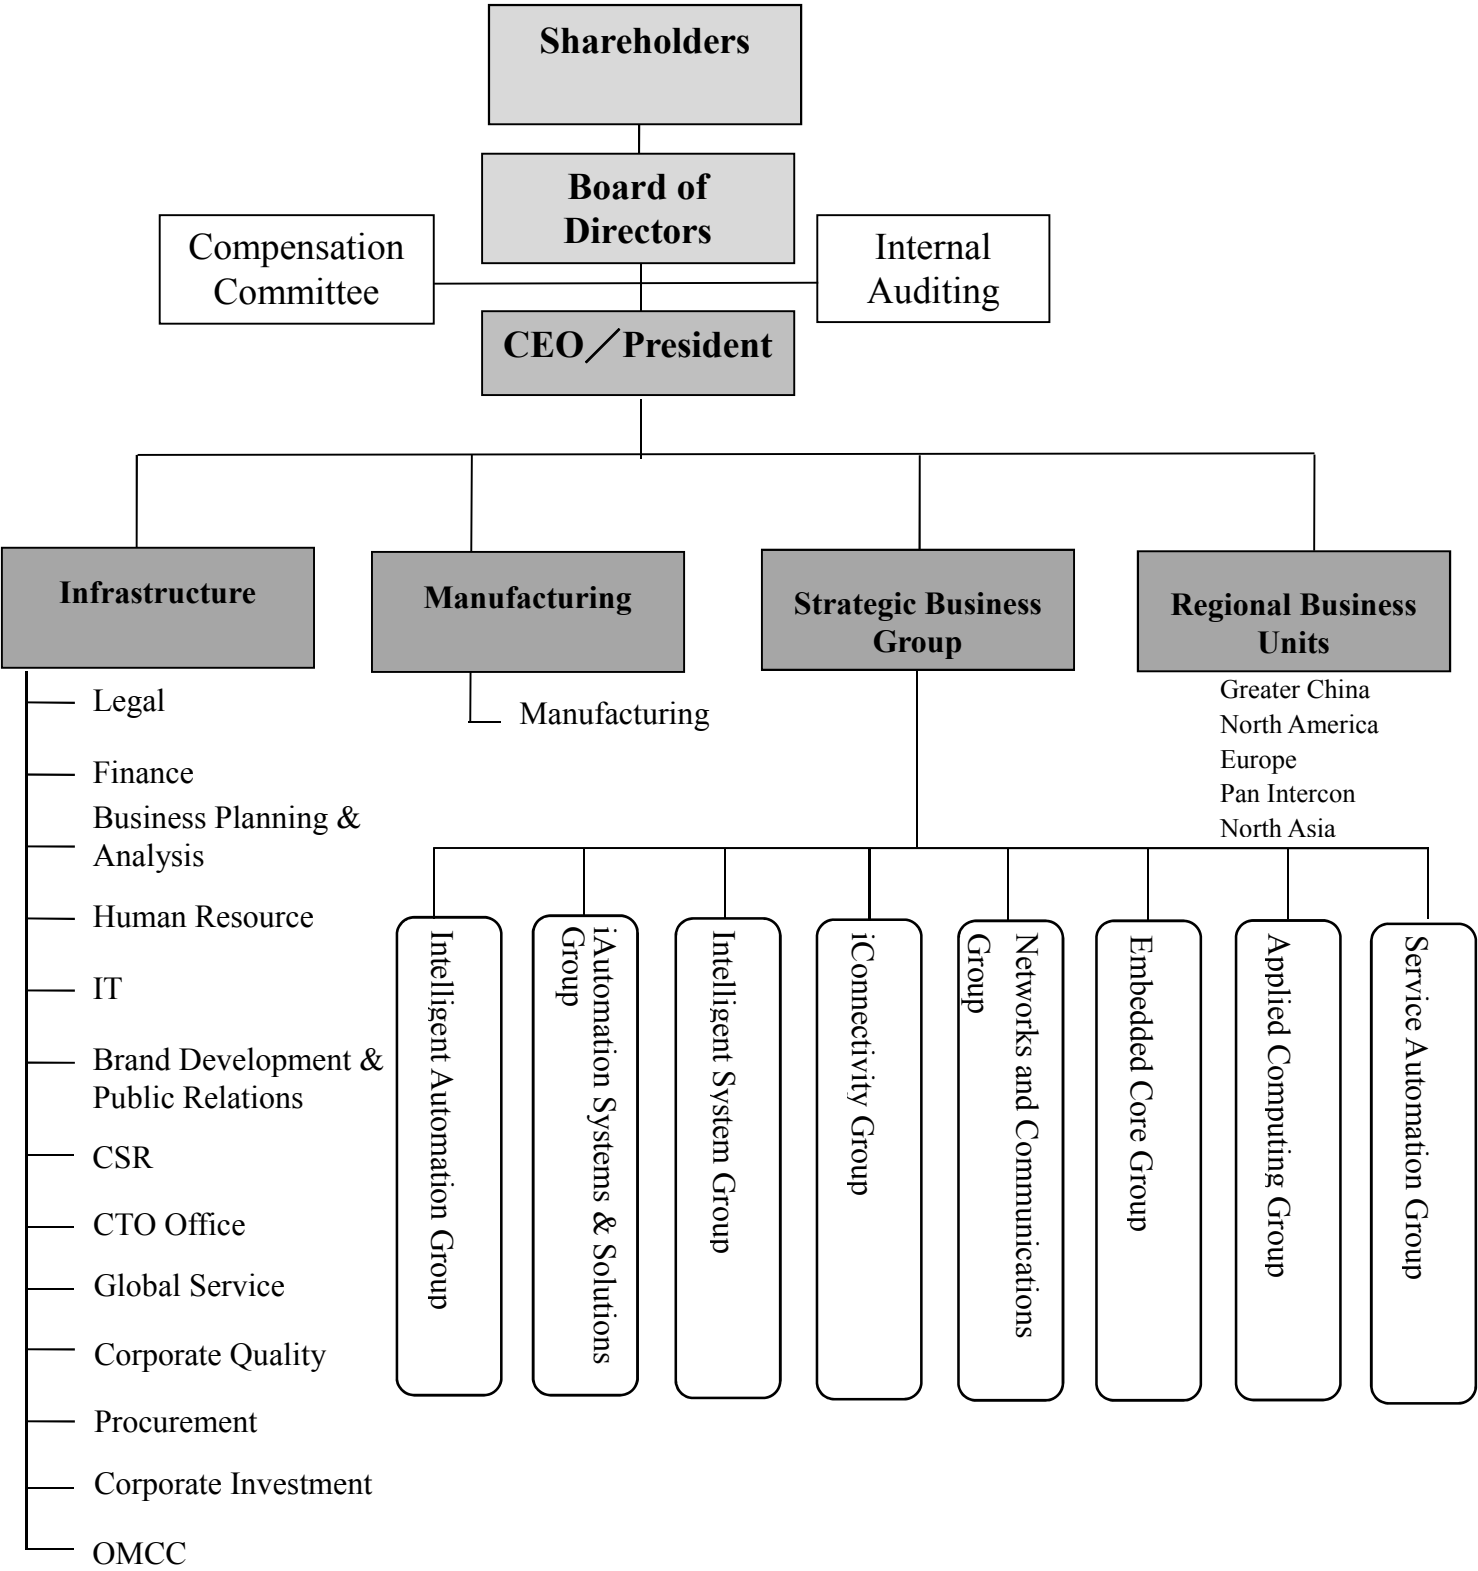 Shareholders
Board of
Directors
Compensation
Committee
Internal
Auditing
CEO／President
Infrastructure
Manufacturing
Strategic Business
Group
Regional Business
Units
Legal
Finance
Business Planning &
Analysis
Human Resource
IT
Brand Development &
Public Relations
CSR
CTO Office
Global Service
Corporate Quality
Procurement
Corporate Investment
OMCC
Manufacturing
Greater China
North America
Europe
Pan Intercon
North Asia
Intelligent Automation Group
iAutomation Systems & Solutions
Group
Intelligent System Group
iConnectivity Group
Networks and Communications
Group
Embedded Core Group
Applied Computing Group
Service Automation Group